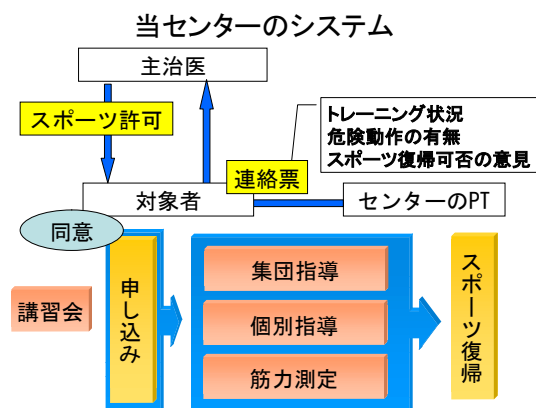 当センターのシステム
主治医
スポーツ許可
トレーニング状況
危険動作の有無
スポーツ復帰可否の意見
連絡票
対象者
センターのPT
同意
講習会
申し込み
集団指導
個別指導
筋力測定
スポーツ復帰